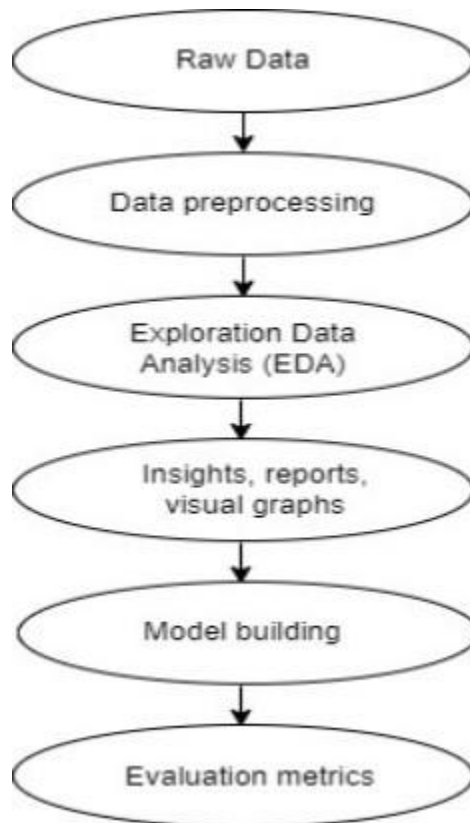 Raw Data
Data preprocessing
Exploration Data
Analysis (EDA)
Insights, reports,
visual graphs
Model building
Evaluation metrics